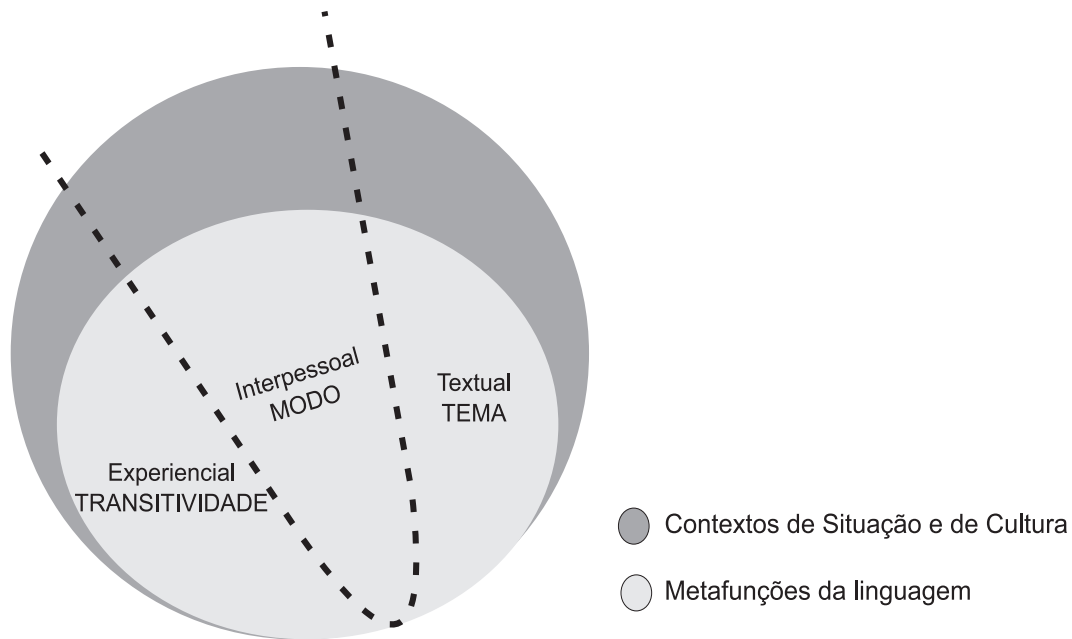 Interpessoal
MODO
Textual
TEMA
Experiencial
TRANSITIVIDADE
Contextos de Situação e de Cultura
Metafunções da linguagem